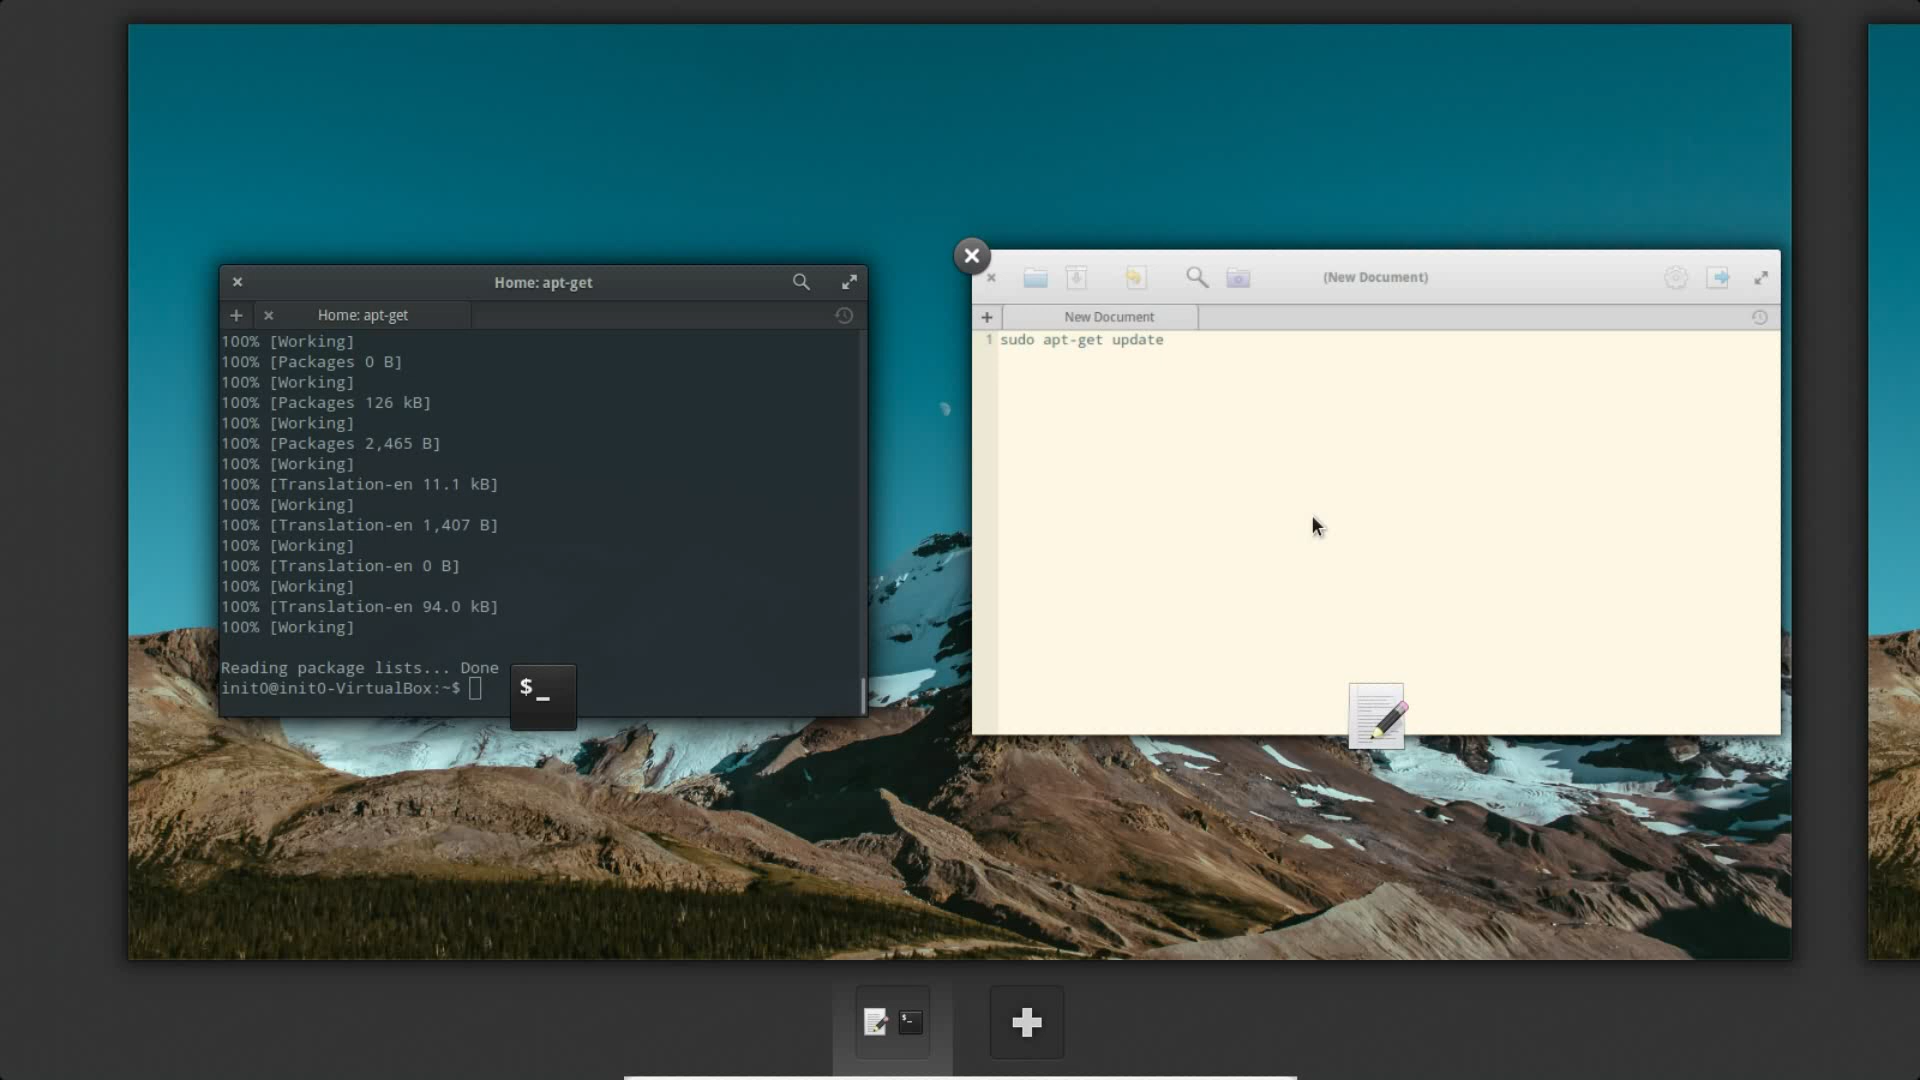 Home: apt-get
Home: apt-get
100% [Working]
100% [Packages 0 B]
100% [Working]
100% [Packages 126 kB]
100% [Working]
100% [Packages 2,465 B]
100% [Working]
100% [Translation-en 11.1 kB]
100% [Working]
100% [Translation-en 1,407 B]
100% [Working]
100% [Translation-en 0 B]
100% [Working]
100% [Translation-en 94.0 kB]
100% [Working]
Reading package lists... Done
init0@init0-VirtualBox:~$
$_
(New Document)
New Document
1 sudo apt-get update
$_